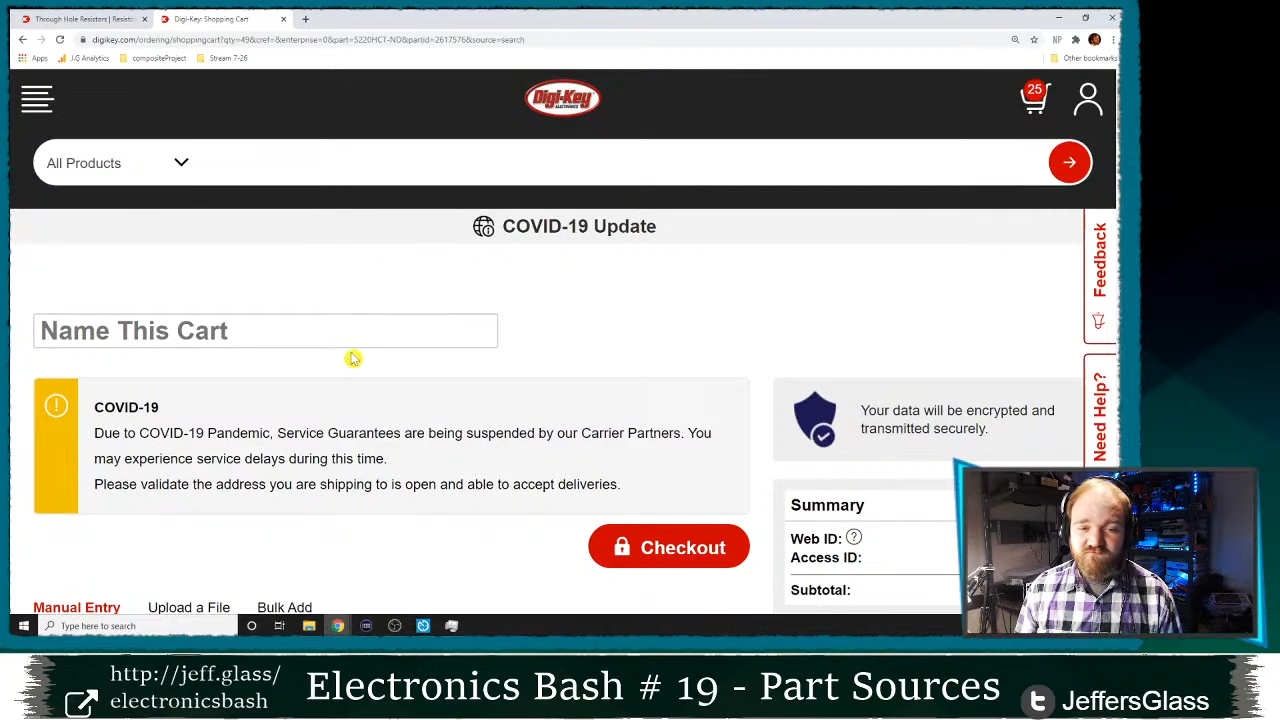 Through Hole Resistors | Resisto
Digi-Key: Shopping Cart
digikey.com/ordering/shoppingcart?qty=49&cref=&enterprise=0&part=S220HCT-ND&partid=2617576&source=search
NP
Apps
J.G Analytics
compositeProject
Stream 7-26
Other bookmarks
Digi-Key
ELECTRONICS
25
All Products
COVID-19 Update
Feedback
Name This Cart
COVID-19
Due to COVID-19 Pandemic, Service Guarantees are being suspended by our Carrier Partners. You
may experience service delays during this time.
Please validate the address you are shipping to is open and able to accept deliveries.
Your data will be encrypted and
transmitted securely.
Need Help?
Checkout
Summary
Web ID: ?
Access ID:
Subtotal:
Manual Entry
Upload a File
Bulk Add
Type here to search
http://jeff.glass/
electronicsbash
Electronics Bash # 19 - Part Sources
JeffersGlass